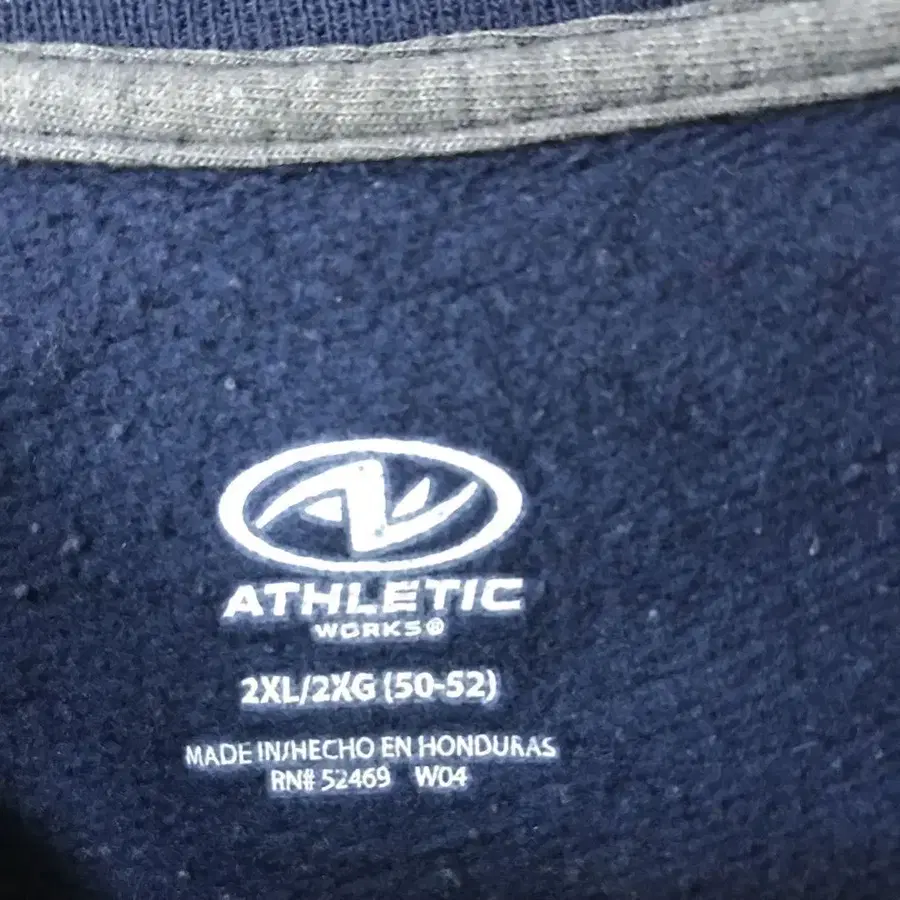 ATHLETIC
WORKS®
2XL/2XG (50-52)
MADE IN/HECHO EN HONDURAS
RN# 52469 W04